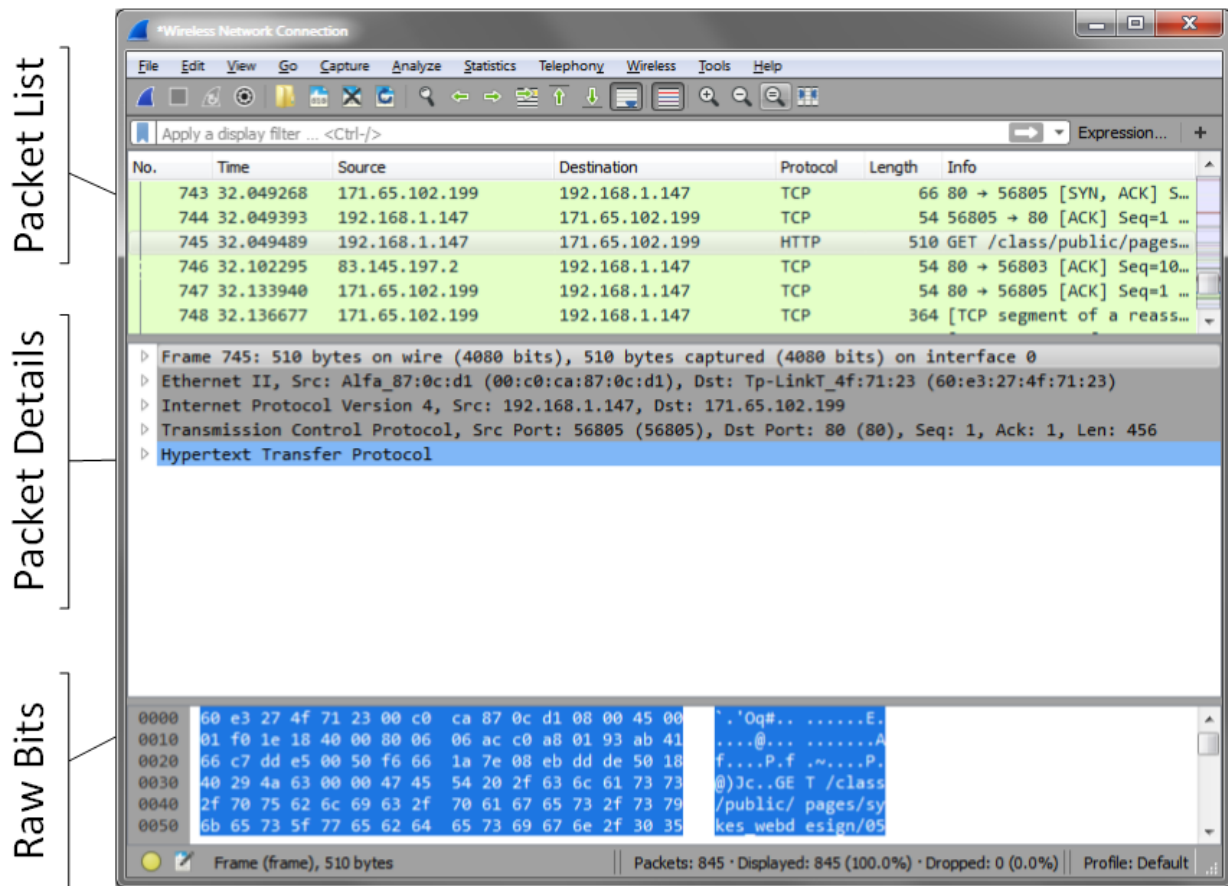 *Wireless Network Connection
File Edit View Go Capture Analyze Statistics Telephony Wireless Tools Help
Apply a display filter ... <Ctrl-/> Expression... +
No. Time Source Destination Protocol Length Info
743 32.049268 171.65.102.199 192.168.1.147 TCP 66 80 → 56805 [SYN, ACK] S…
744 32.049393 192.168.1.147 171.65.102.199 TCP 54 56805 → 80 [ACK] Seq=1 …
745 32.049489 192.168.1.147 171.65.102.199 HTTP 510 GET /class/public/pages…
746 32.102295 83.145.197.2 192.168.1.147 TCP 54 80 → 56803 [ACK] Seq=10…
747 32.133940 171.65.102.199 192.168.1.147 TCP 54 80 → 56805 [ACK] Seq=1 …
748 32.136677 171.65.102.199 192.168.1.147 TCP 364 [TCP segment of a reass…
Packet List
Frame 745: 510 bytes on wire (4080 bits), 510 bytes captured (4080 bits) on interface 0
Ethernet II, Src: Alfa_87:0c:d1 (00:c0:ca:87:0c:d1), Dst: Tp-LinkT_4f:71:23 (60:e3:27:4f:71:23)
Internet Protocol Version 4, Src: 192.168.1.147, Dst: 171.65.102.199
Transmission Control Protocol, Src Port: 56805 (56805), Dst Port: 80 (80), Seq: 1, Ack: 1, Len: 456
Hypertext Transfer Protocol
Packet Details
0000 60 e3 27 4f 71 23 00 c0 ca 87 0c d1 08 00 45 00 `.'Oq#.. ......E.
0010 01 f0 1e 18 40 00 80 06 06 ac c0 a8 01 93 ab 41 ....@... .......A
0020 66 c7 dd e5 00 50 f6 66 1a 7e 08 eb dd de 50 18 f....P.f .~....P.
0030 40 29 4a 63 00 00 47 45 54 20 2f 63 6c 61 73 73 @)Jc..GE T /class
0040 2f 70 75 62 6c 69 63 2f 70 61 67 65 73 2f 73 79 /public/ pages/sy
0050 6b 65 73 5f 77 65 62 64 65 73 69 67 6e 2f 30 35 kes_webd esign/05
Raw Bits
Frame (frame), 510 bytes Packets: 845 · Displayed: 845 (100.0%) · Dropped: 0 (0.0%) Profile: Default